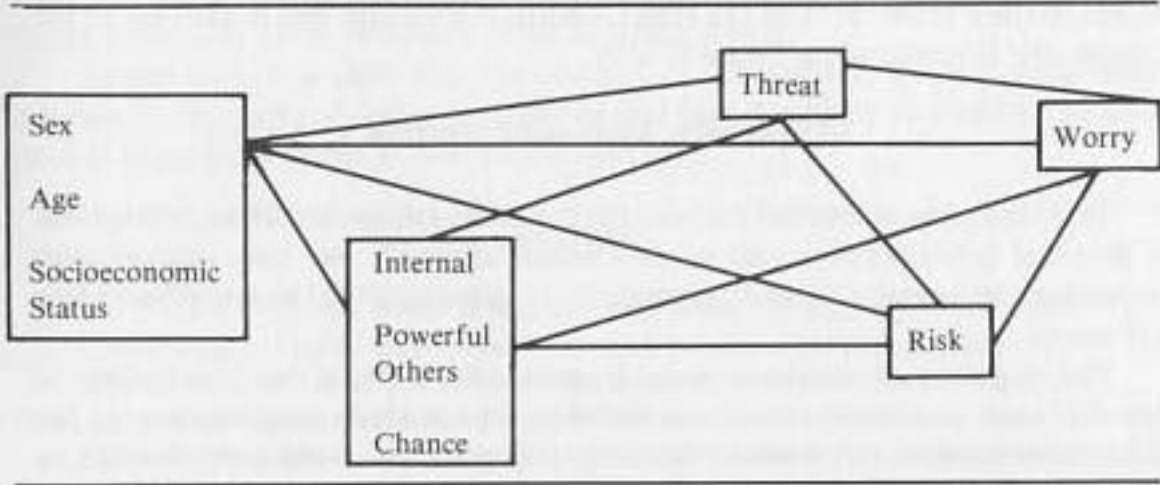 Sex
Age
Socioeconomic
Status
Internal
Powerful
Others
Chance
Threat
Worry
Risk